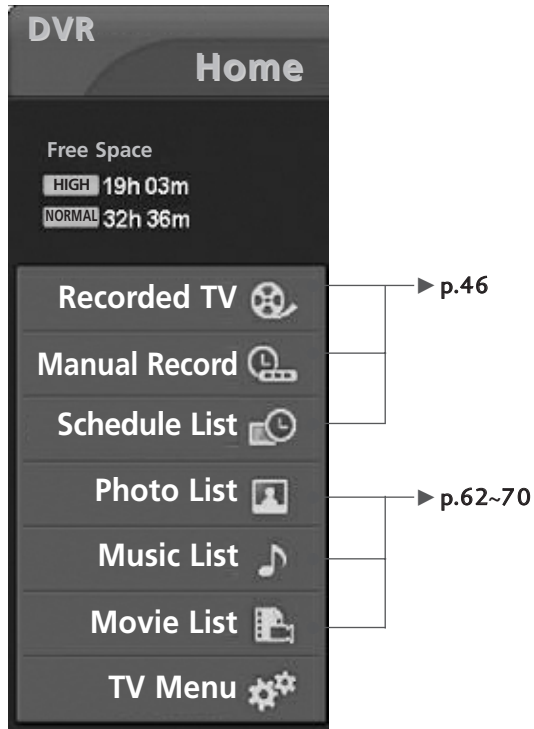 DVR
Home
Free Space
HIGH 19h 03m
NORMAL 32h 36m
Recorded TV
Manual Record
Schedule List
Photo List
Music List
Movie List
TV Menu
▶ p.46
▶ p.62~70